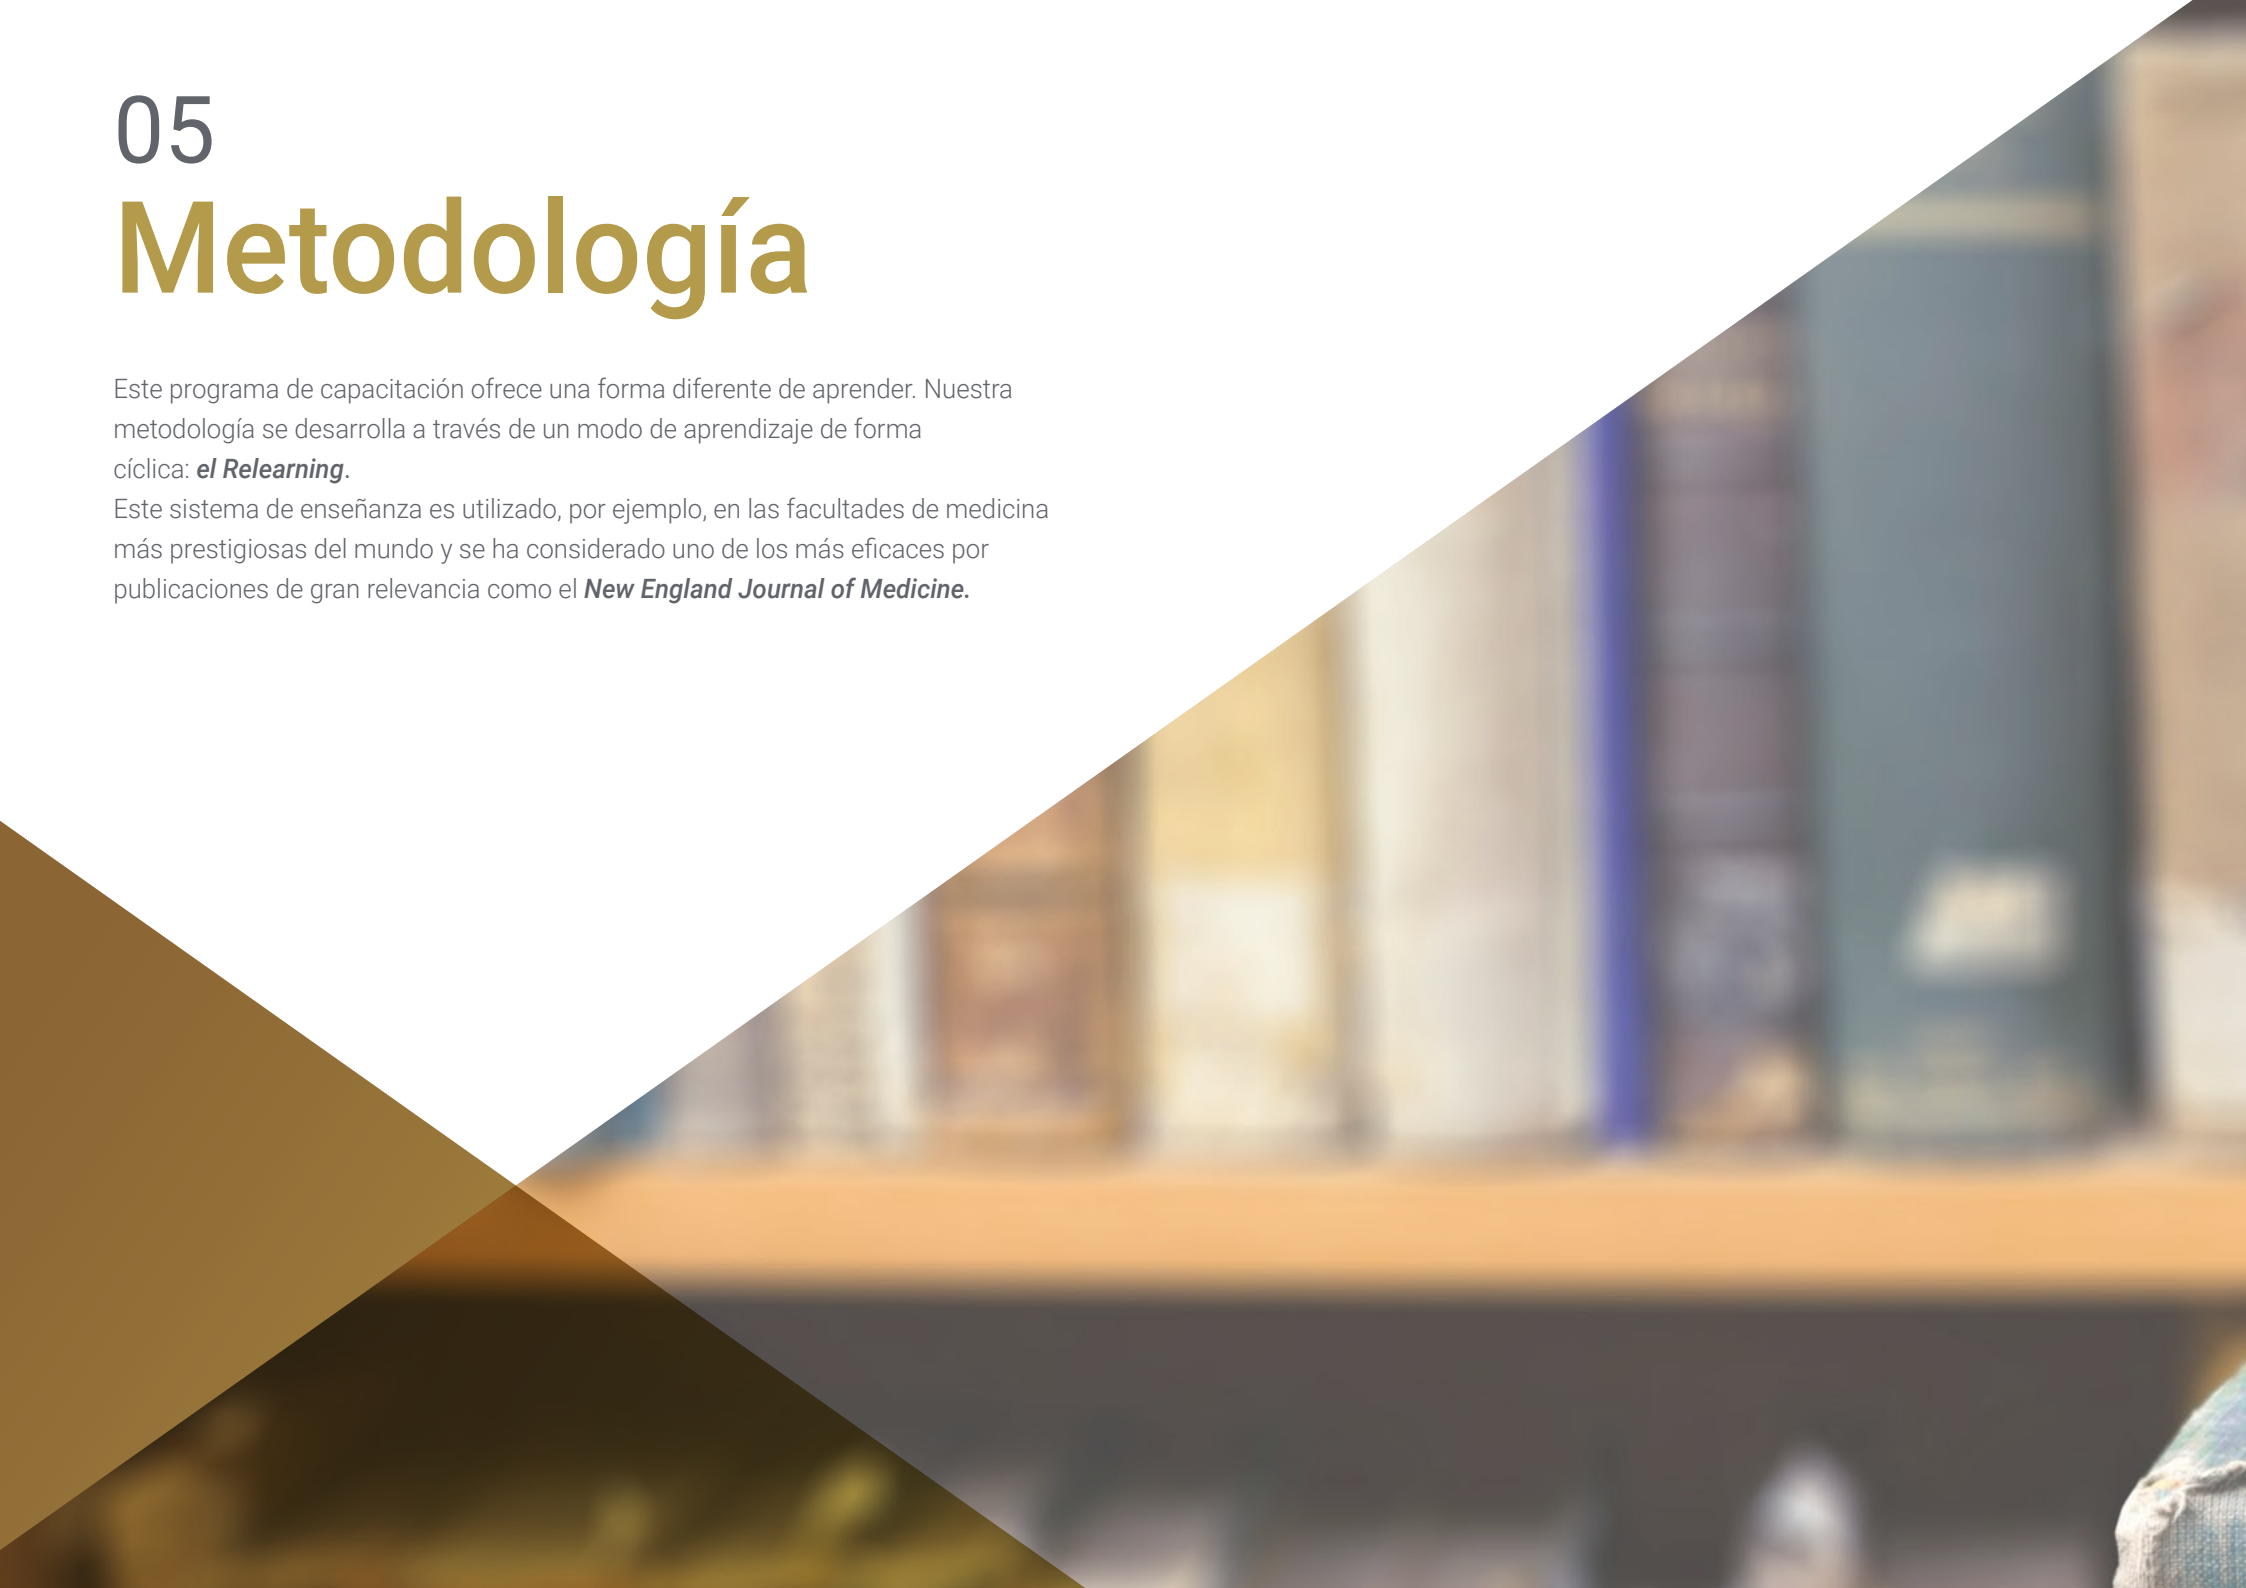 05
Metodología
Este programa de capacitación ofrece una forma diferente de aprender. Nuestra
metodología se desarrolla a través de un modo de aprendizaje de forma
cíclica: el Relearning.
Este sistema de enseñanza es utilizado, por ejemplo, en las facultades de medicina
más prestigiosas del mundo y se ha considerado uno de los más eficaces por
publicaciones de gran relevancia como el New England Journal of Medicine.